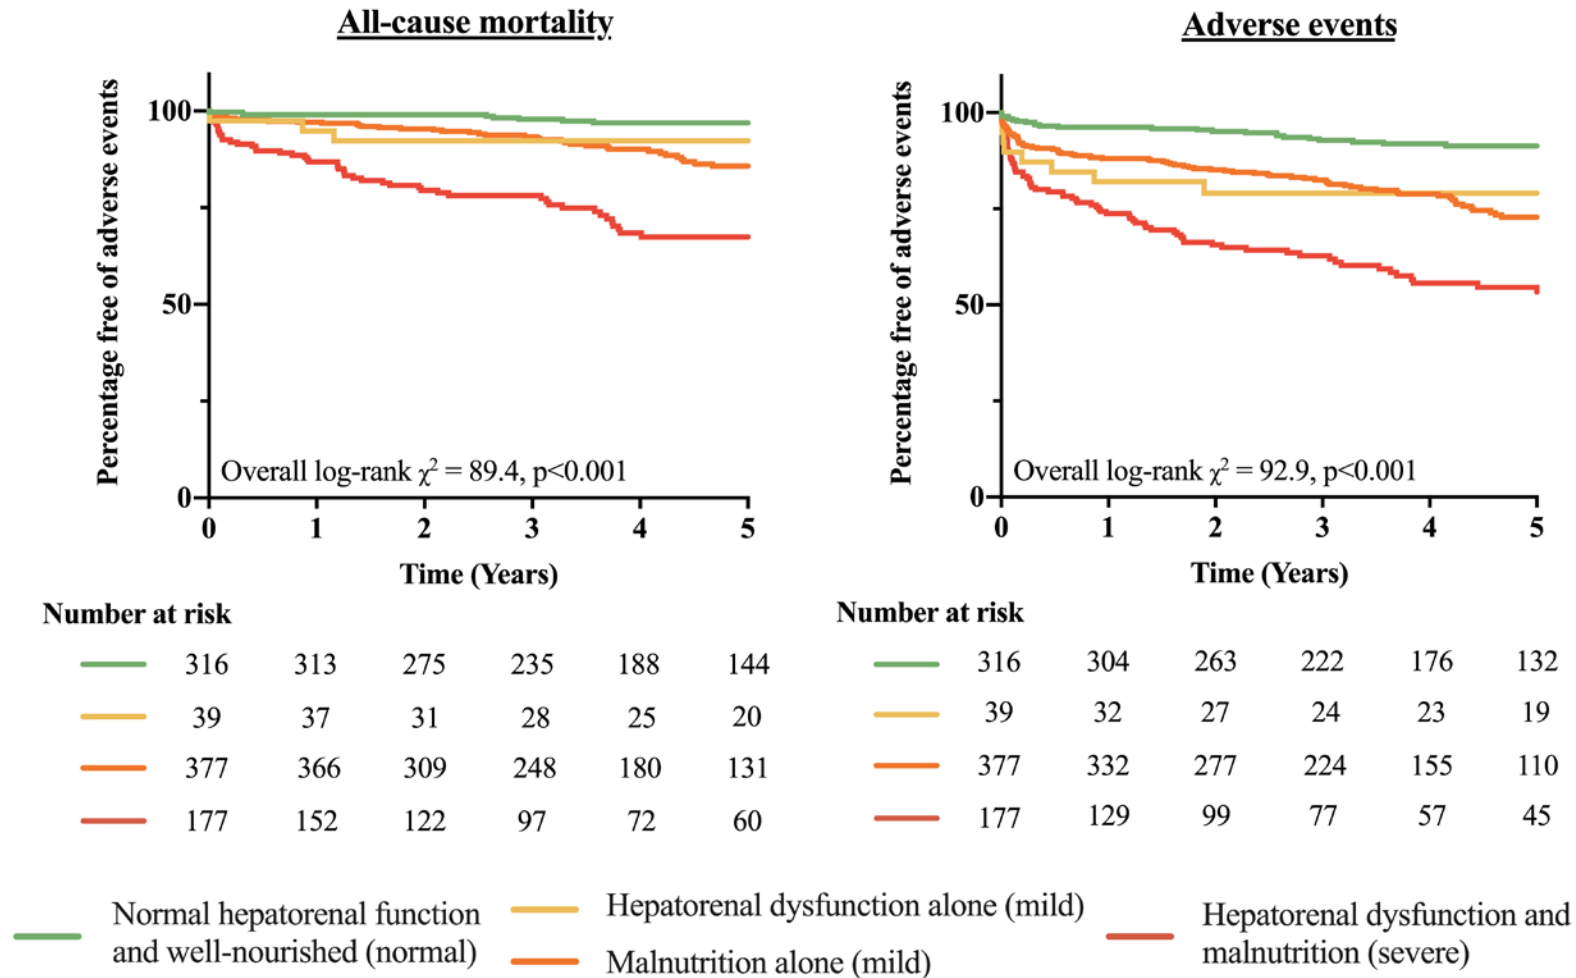 All-cause mortality
Percentage free of adverse events
100
50
0
Overall log-rank χ² = 89.4, p<0.001
0 1 2 3 4 5
Time (Years)
Number at risk
316 313 275 235 188 144
39 37 31 28 25 20
377 366 309 248 180 131
177 152 122 97 72 60
Adverse events
Percentage free of adverse events
100
50
0
Overall log-rank χ² = 92.9, p<0.001
0 1 2 3 4 5
Time (Years)
Number at risk
316 304 263 222 176 132
39 32 27 24 23 19
377 332 277 224 155 110
177 129 99 77 57 45
Normal hepatorenal function
and well-nourished (normal)
Hepatorenal dysfunction alone (mild)
Malnutrition alone (mild)
Hepatorenal dysfunction and
malnutrition (severe)